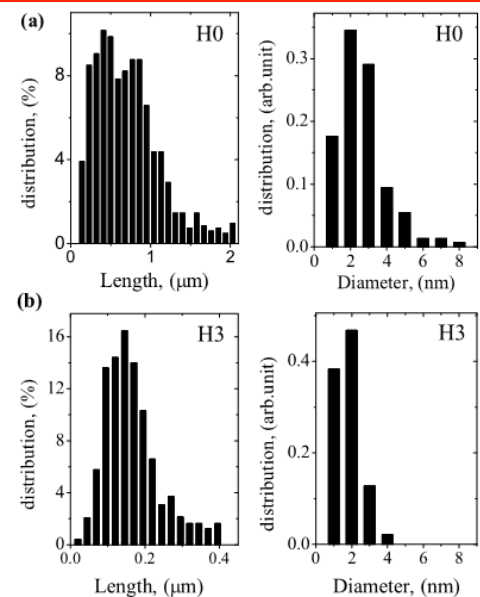 (a)
H0
8
4
0
distribution, (%)
0
1
2
Length, (μm)
H0
0.3
0.2
0.1
0.0
distribution, (arb.unit)
0
2
4
6
8
Diameter, (nm)
(b)
H3
16
12
8
4
0
distribution, (%)
0.0
0.2
0.4
Length, (μm)
H3
0.4
0.2
0.0
distribution, (arb.unit)
0
2
4
6
8
Diameter, (nm)